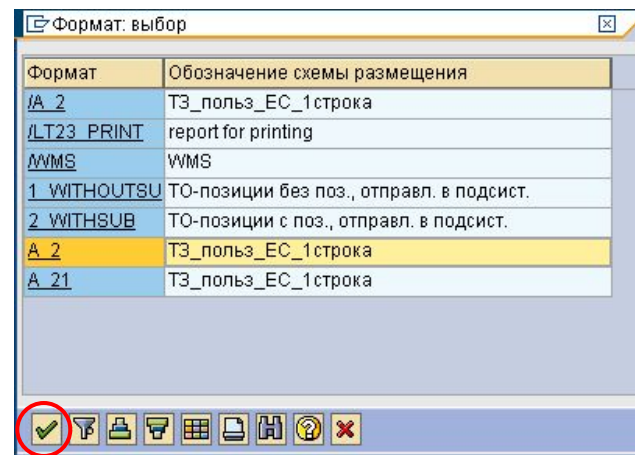 Формат: выбор
Формат Обозначение схемы размещения
/A_2 ТЗ_польз_ЕС_1строка
/LT23_PRINT report for printing
/WMS WMS
1_WITHOUTSU ТО-позиции без поз., отправл. в подсист.
2_WITHSUB ТО-позиции с поз., отправл. в подсист.
A_2 ТЗ_польз_ЕС_1строка
A_21 ТЗ_польз_ЕС_1строка